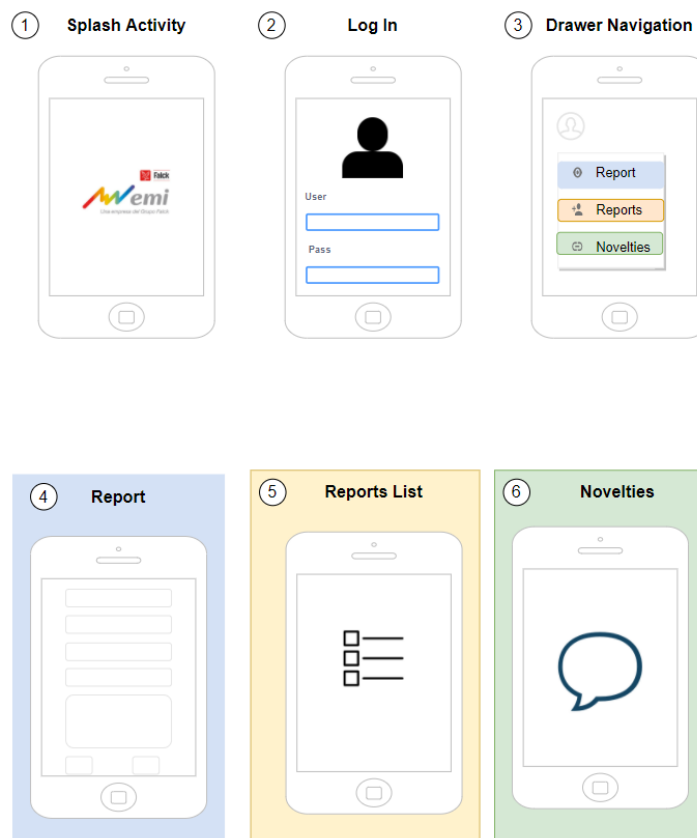 1 Splash Activity
2 Log In
3 Drawer Navigation
Falck
emi
Una empresa del Grupo Falck
User
Pass
Report
Reports
Novelties
4 Report
5 Reports List
6 Novelties